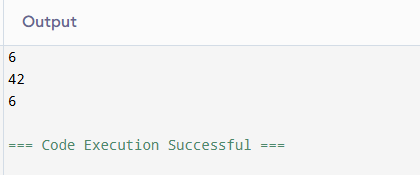 Output
6
42
6
=== Code Execution Successful ===